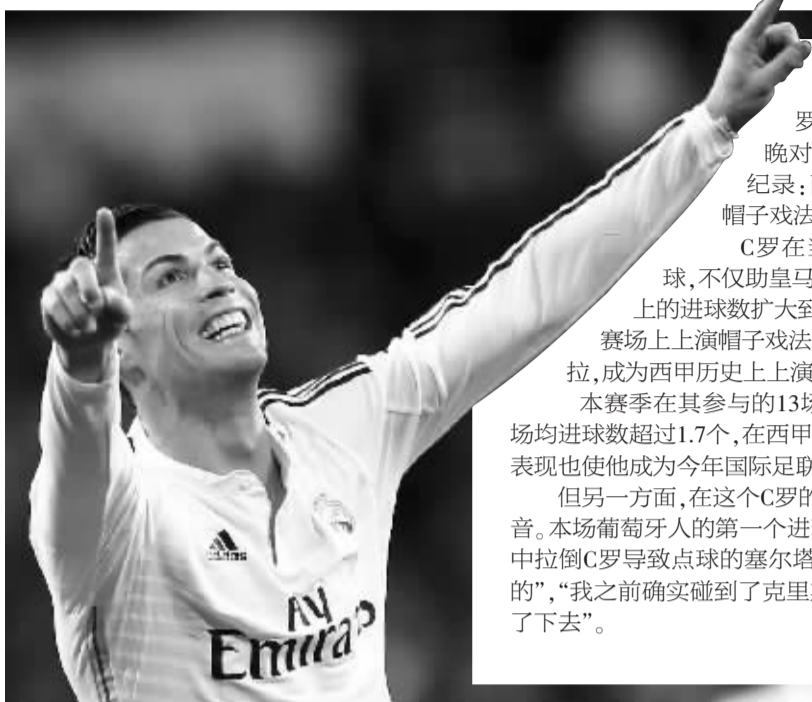 罗
晚对
纪录:
帽子戏法
C罗在
球,不仅助皇马
上的进球数扩大到
赛场上上演帽子戏法
拉,成为西甲历史上上演
本赛季在其参与的13场
场均进球数超过1.7个,在西甲
表现也使他成为今年国际足联
但另一方面,在这个C罗的
音。本场葡萄牙人的第一个进
中拉倒C罗导致点球的塞尔塔
的”,“我之前确实碰到了克里
了下去”。
adidas
Fly
Emirates